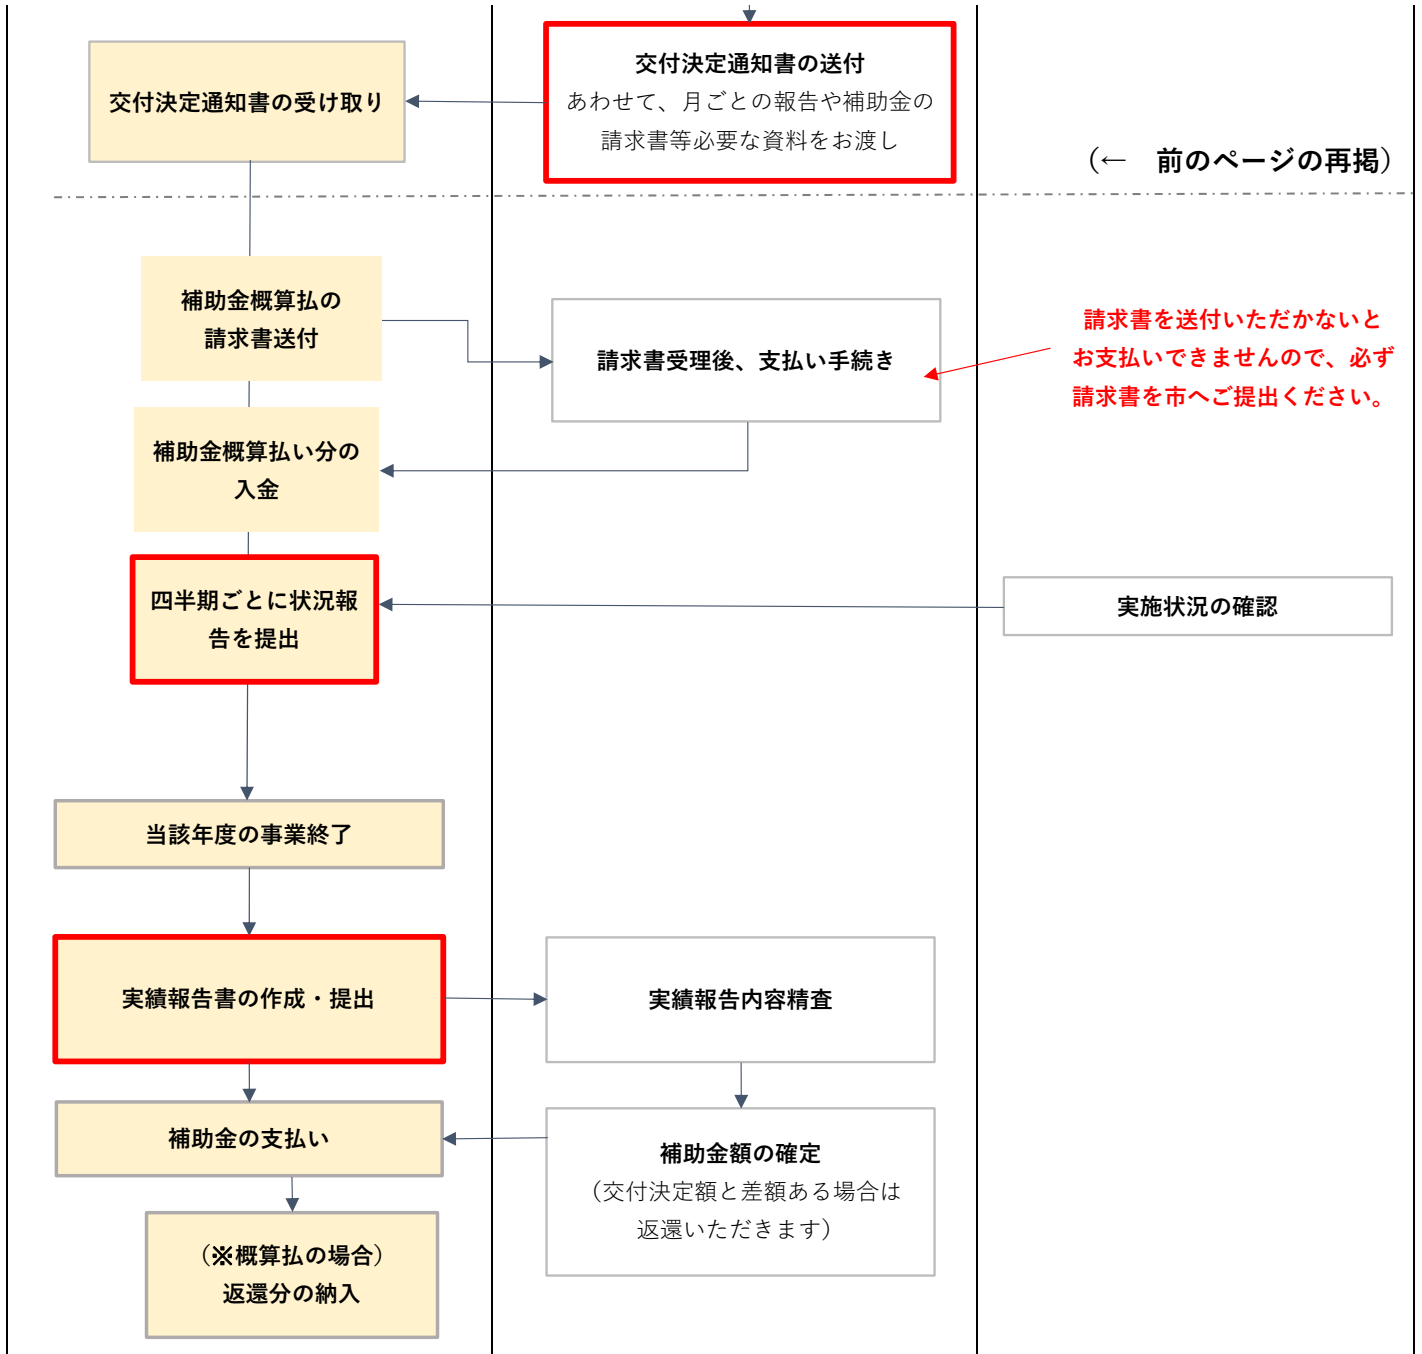 交付決定通知書の送付
あわせて、月ごとの報告や補助金の
請求書等必要な資料をお渡し
交付決定通知書の受け取り
（←　前のページの再掲）
補助金概算払の
請求書送付
請求書受理後、支払い手続き
請求書を送付いただかないと
お支払いできませんので、必ず
請求書を市へご提出ください。
補助金概算払い分の
入金
四半期ごとに状況報
告を提出
実施状況の確認
当該年度の事業終了
実績報告書の作成・提出
実績報告内容精査
補助金の支払い
補助金額の確定
（交付決定額と差額ある場合は
返還いただきます）
（※概算払の場合）
返還分の納入